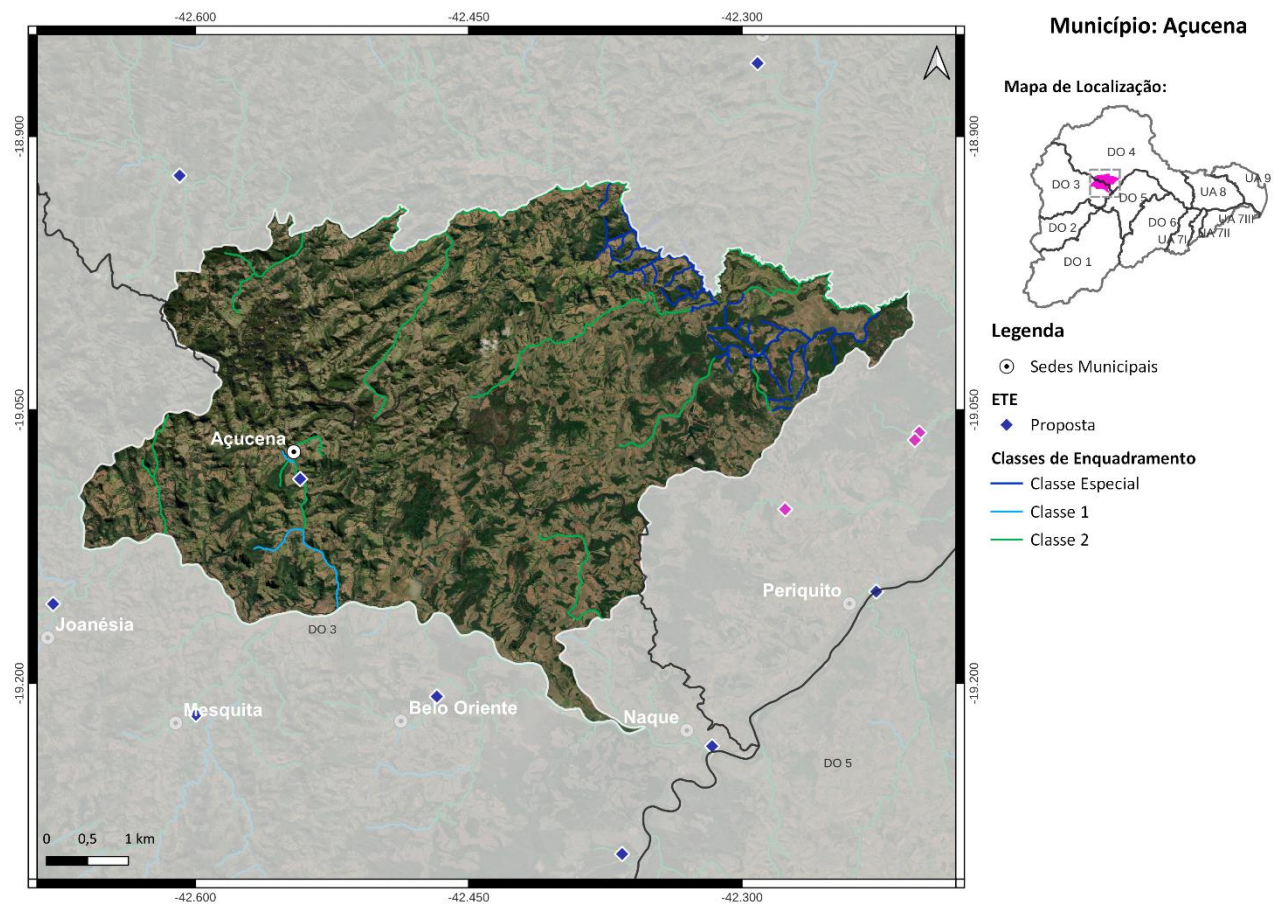 Município: Açucena
-42.600
-42.450
-42.300
-18.900
-18.900
-19.050
-19.050
-19.200
-19.200
Açucena
Joanésia
DO 3
Mesquita
Belo Oriente
Naque
Periquito
DO 5
0 0,5 1 km
-42.600
-42.450
-42.300
Mapa de Localização:
DO 4
DO 3
DO 5
UA 8
UA 9
DO 2
DO 6
UA 7III
UA 7II
UA 7I
DO 1
Legenda
Sedes Municipais
ETE
Proposta
Classes de Enquadramento
Classe Especial
Classe 1
Classe 2